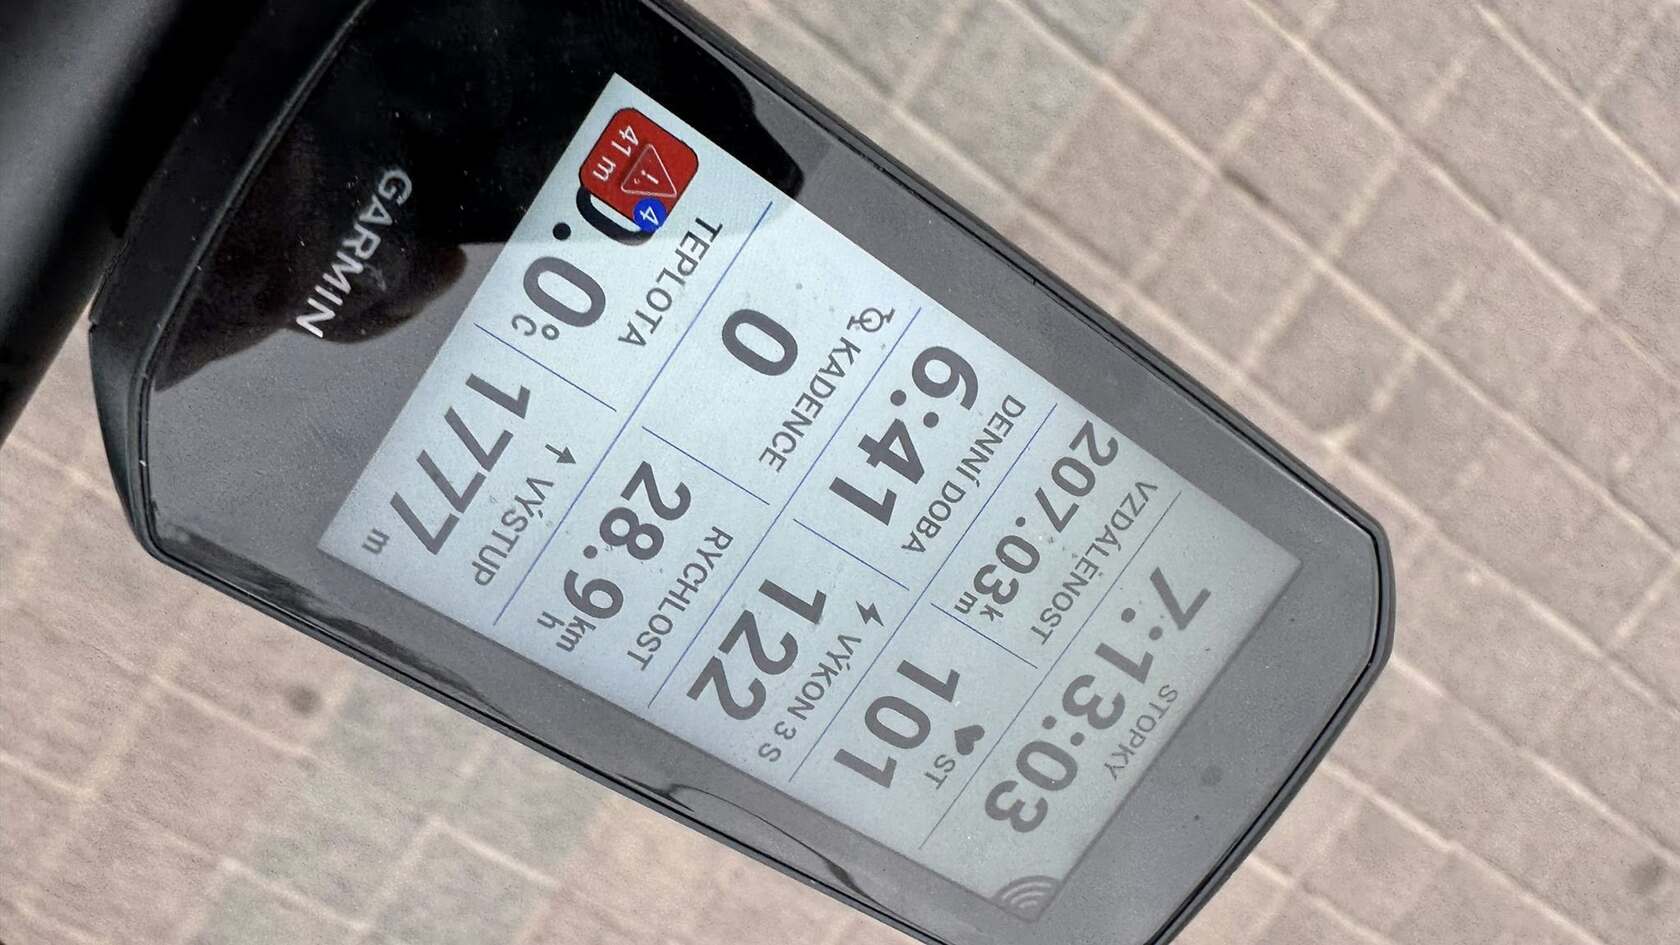 STOPKY
7:13:03
VZDÁLENOST
207.03 km
ST
101
DENNÍ DOBA
6:41
VÝKON 3 S
122
KADENCE
0
RYCHLOST
28.9 km/h
TEPLOTA
.0 °C
VÝSTUP
1777 m
4
41 m
GARMIN